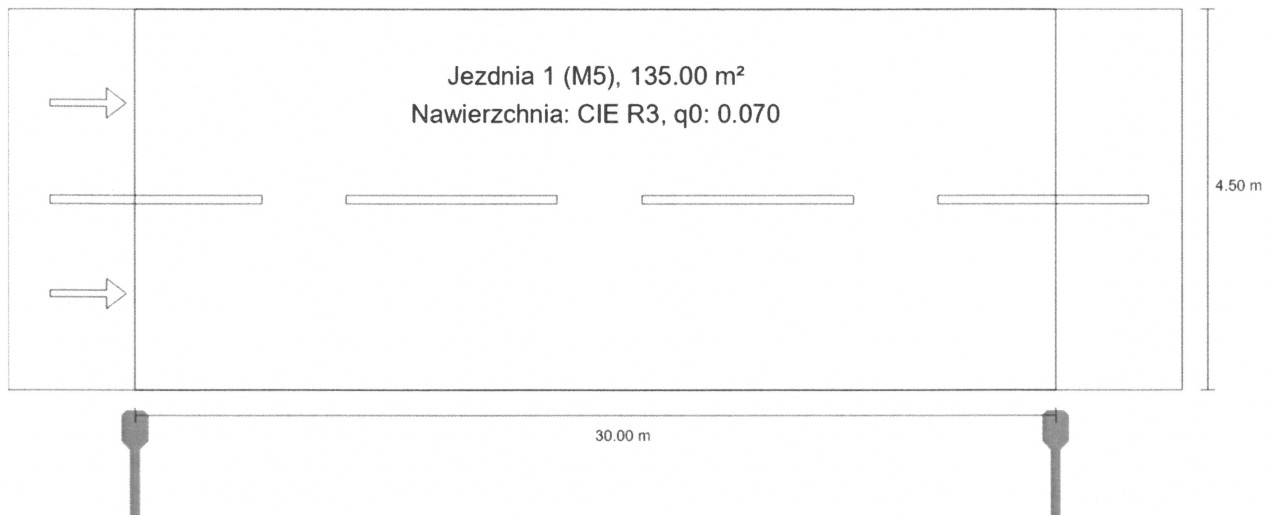 Jezdnia 1 (M5), 135.00 m²
Nawierzchnia: CIE R3, q0: 0.070
4.50 m
30.00 m